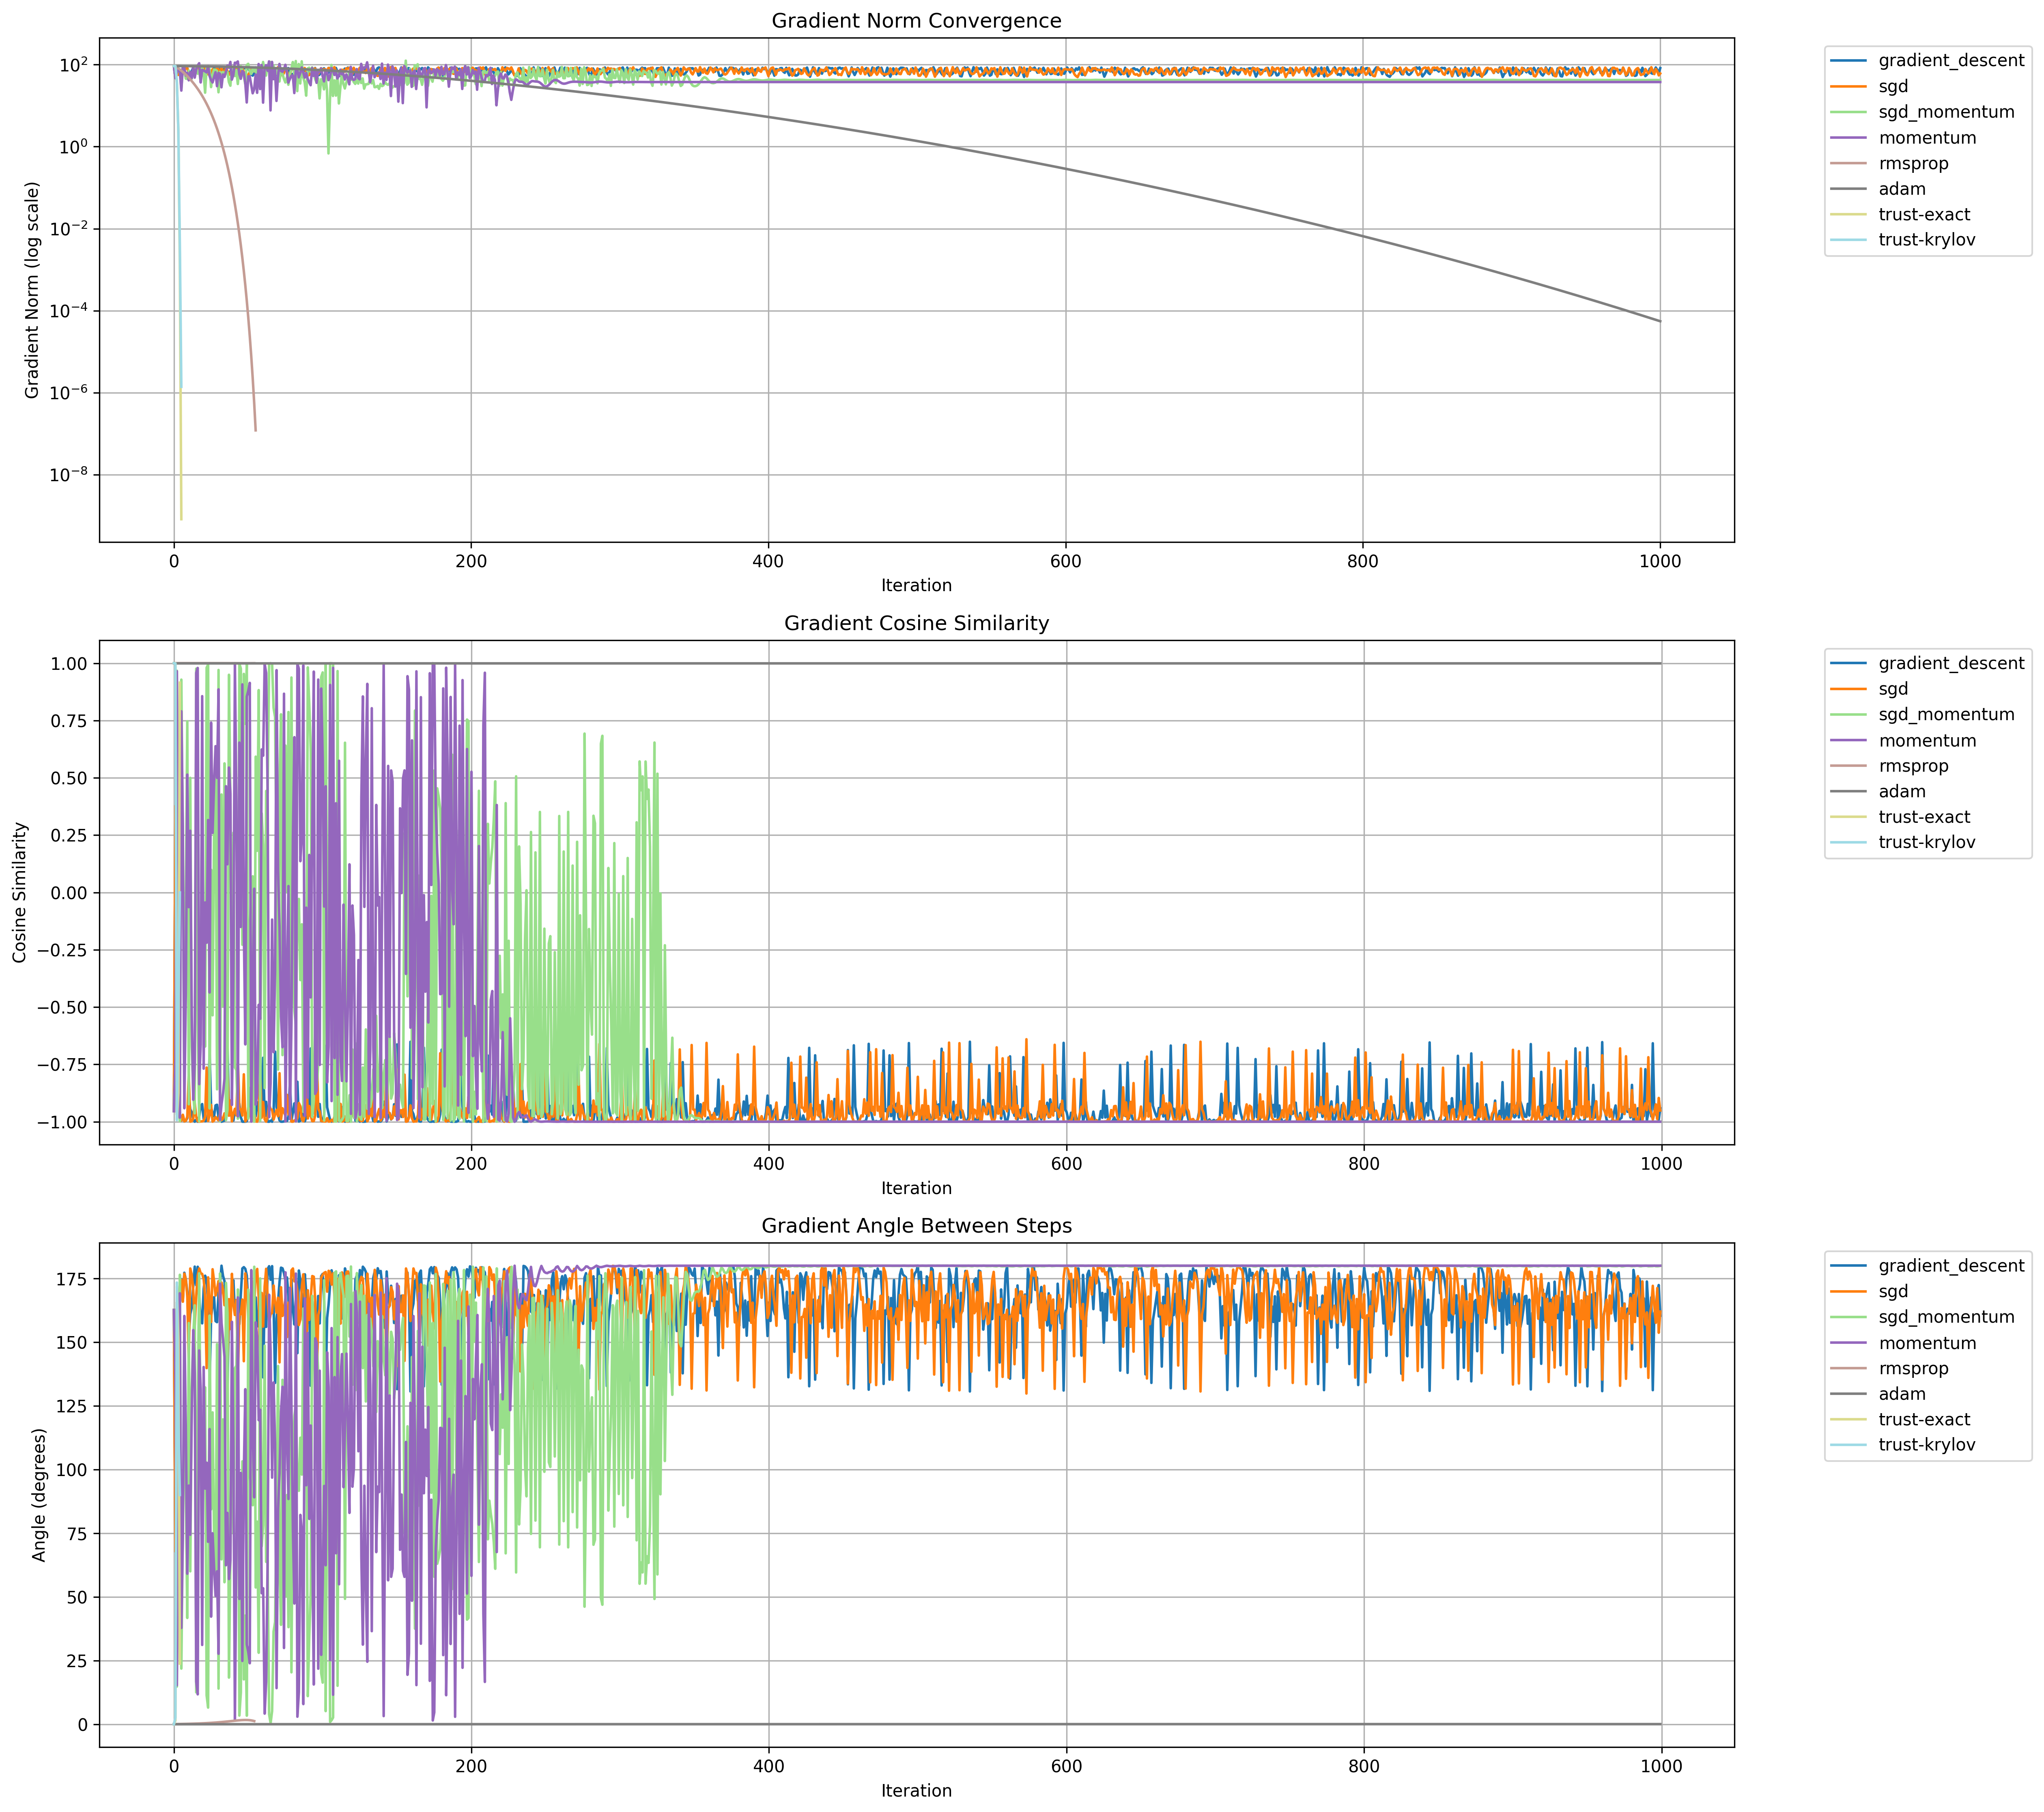 Gradient Norm Convergence
Gradient Norm (log scale)
10²
10⁰
10⁻²
10⁻⁴
10⁻⁶
10⁻⁸
0 200 400 600 800 1000
Iteration
gradient_descent
sgd
sgd_momentum
momentum
rmsprop
adam
trust-exact
trust-krylov
Gradient Cosine Similarity
Cosine Similarity
1.00
0.75
0.50
0.25
0.00
−0.25
−0.50
−0.75
−1.00
0 200 400 600 800 1000
Iteration
gradient_descent
sgd
sgd_momentum
momentum
rmsprop
adam
trust-exact
trust-krylov
Gradient Angle Between Steps
Angle (degrees)
175
150
125
100
75
50
25
0
0 200 400 600 800 1000
Iteration
gradient_descent
sgd
sgd_momentum
momentum
rmsprop
adam
trust-exact
trust-krylov